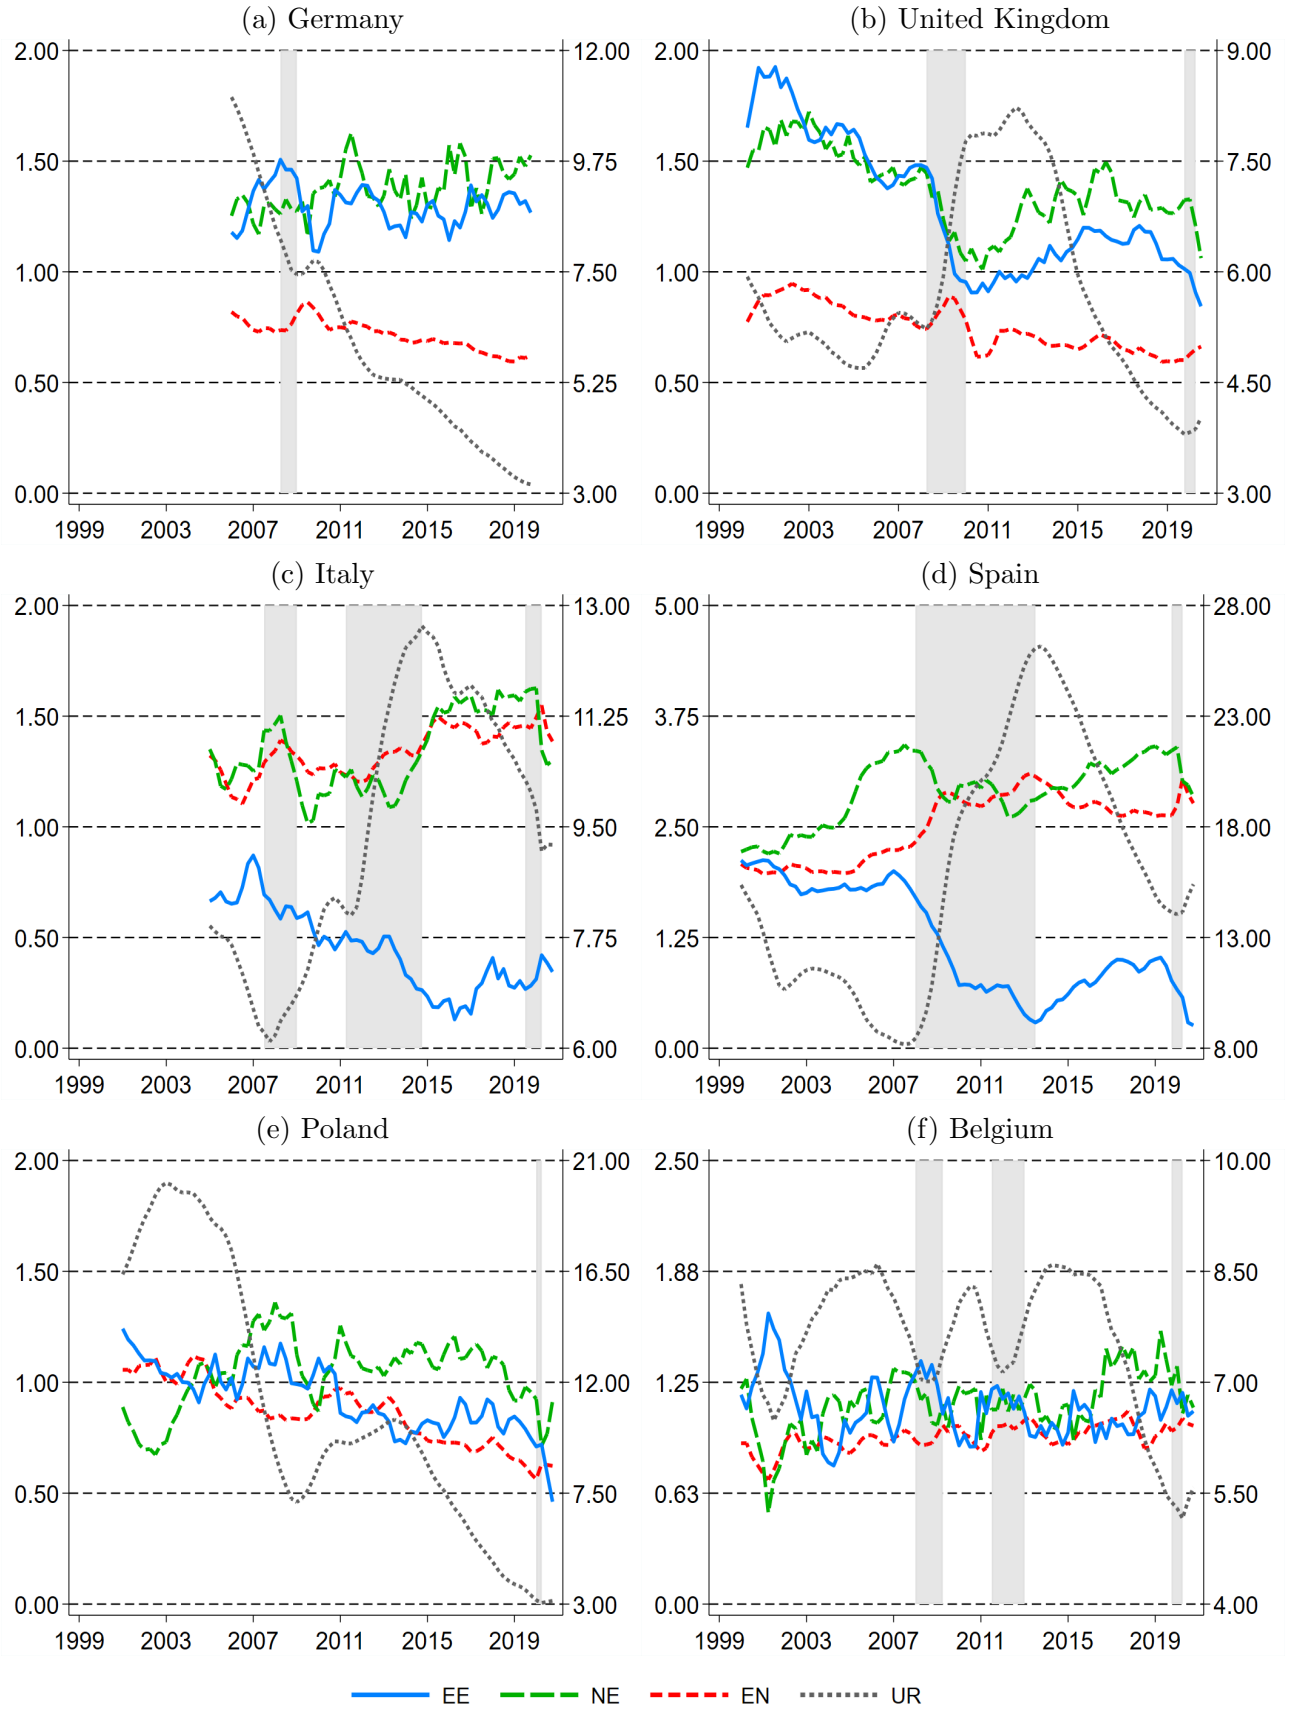 (a) Germany
(b) United Kingdom
2.00 12.00 2.00 9.00
1.50 9.75 1.50 7.50
1.00 7.50 1.00 6.00
0.50 5.25 0.50 4.50
0.00 3.00 0.00 3.00
1999 2003 2007 2011 2015 2019 1999 2003 2007 2011 2015 2019
(c) Italy
(d) Spain
2.00 13.00 5.00 28.00
1.50 11.25 3.75 23.00
1.00 9.50 2.50 18.00
0.50 7.75 1.25 13.00
0.00 6.00 0.00 8.00
1999 2003 2007 2011 2015 2019 1999 2003 2007 2011 2015 2019
(e) Poland
(f) Belgium
2.00 21.00 2.50 10.00
1.50 16.50 1.88 8.50
1.00 12.00 1.25 7.00
0.50 7.50 0.63 5.50
0.00 3.00 0.00 4.00
1999 2003 2007 2011 2015 2019 1999 2003 2007 2011 2015 2019
EE NE EN UR